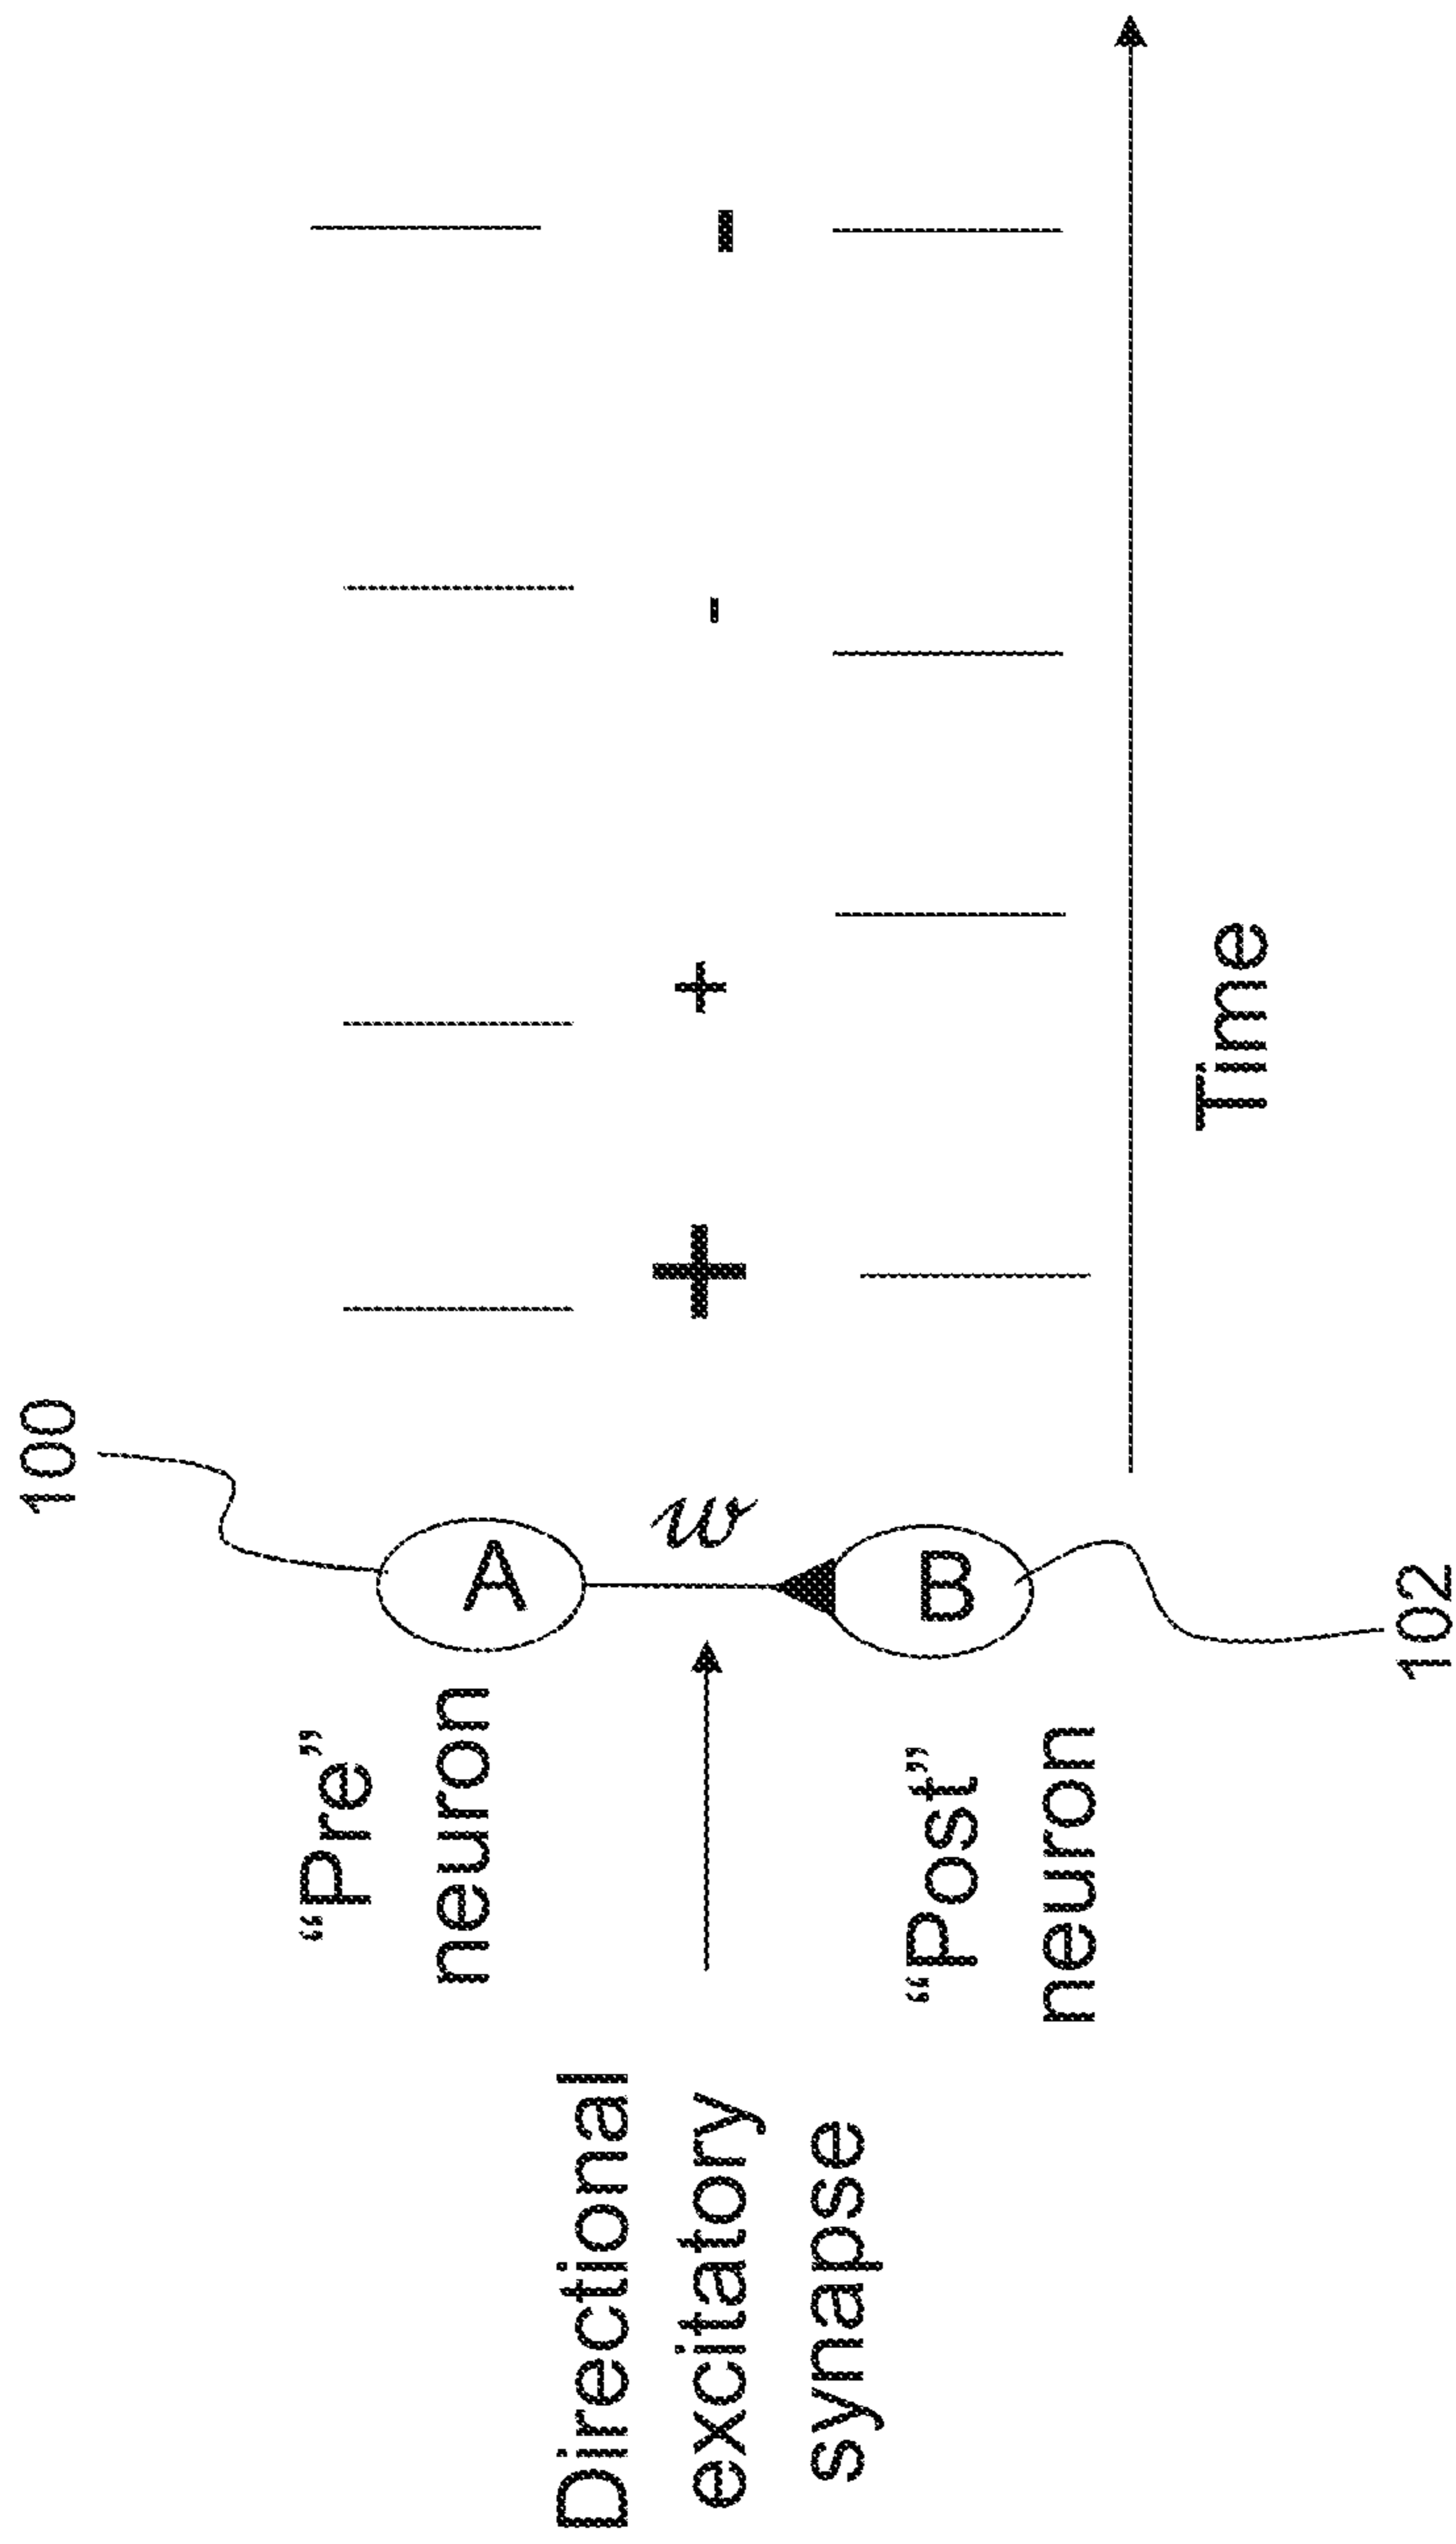 100
“Pre”
neuron
A
Directional
excitatory
synapse
w
+
+
-
-
“Post”
neuron
B
Time
102